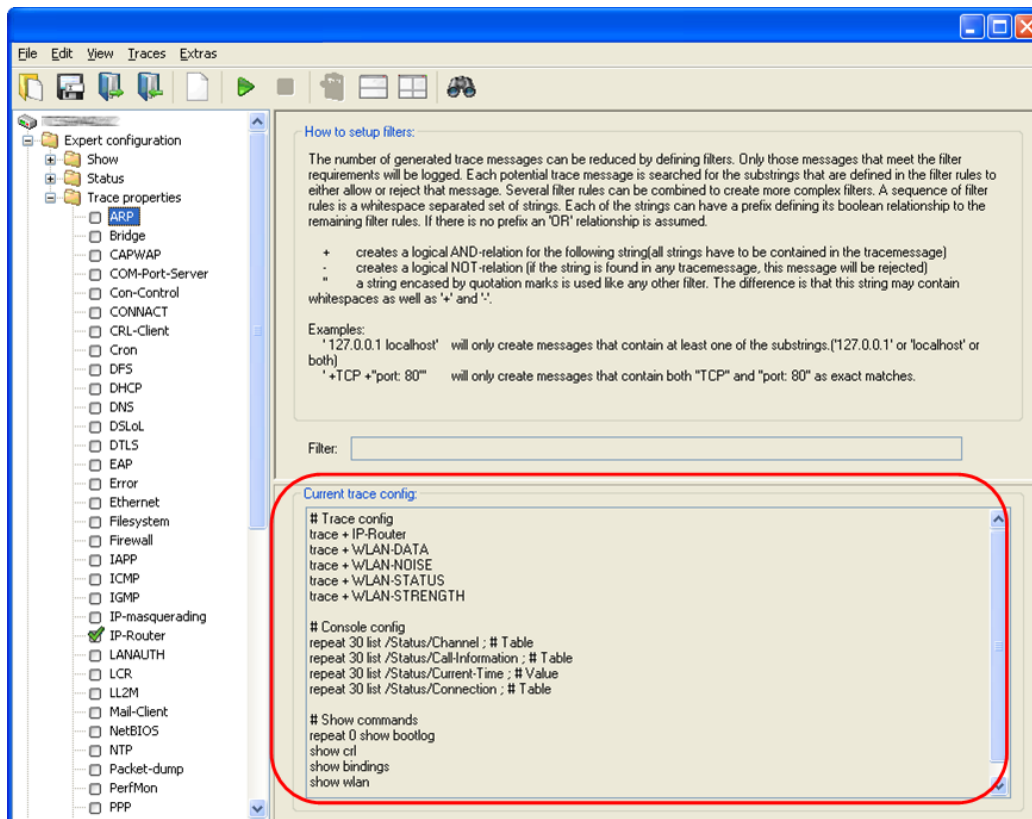 File Edit View Traces Extras
Expert configuration
Show
Status
Trace properties
ARP
Bridge
CAPWAP
COM-Port-Server
Con-Control
CONNACT
CRL-Client
Cron
DFS
DHCP
DNS
DSLoL
DTLS
EAP
Error
Ethernet
Filesystem
Firewall
IAPP
ICMP
IGMP
IP-masquerading
IP-Router
LANAUTH
LCR
LL2M
Mail-Client
NetBIOS
NTP
Packet-dump
PerfMon
PPP
How to setup filters:
The number of generated trace messages can be reduced by defining filters. Only those messages that meet the filter
requirements will be logged. Each potential trace message is searched for the substrings that are defined in the filter rules to
either allow or reject that message. Several filter rules can be combined to create more complex filters. A sequence of filter
rules is a whitespace separated set of strings. Each of the strings can have a prefix defining its boolean relationship to the
remaining filter rules. If there is no prefix an 'OR' relationship is assumed.
+ creates a logical AND-relation for the following string(all strings have to be contained in the tracemessage)
- creates a logical NOT-relation (if the string is found in any tracemessage, this message will be rejected)
" a string encased by quotation marks is used like any other filter. The difference is that this string may contain
whitespaces as well as '+' and '-'.
Examples:
' 127.0.0.1 localhost' will only create messages that contain at least one of the substrings.('127.0.0.1' or 'localhost' or
both)
' +TCP +"port: 80"' will only create messages that contain both "TCP" and "port: 80" as exact matches.
Filter:
Current trace config:
# Trace config
trace + IP-Router
trace + WLAN-DATA
trace + WLAN-NOISE
trace + WLAN-STATUS
trace + WLAN-STRENGTH
# Console config
repeat 30 list /Status/Channel ; # Table
repeat 30 list /Status/Call-Information ; # Table
repeat 30 list /Status/Current-Time ; # Value
repeat 30 list /Status/Connection ; # Table
# Show commands
repeat 0 show bootlog
show crl
show bindings
show wlan